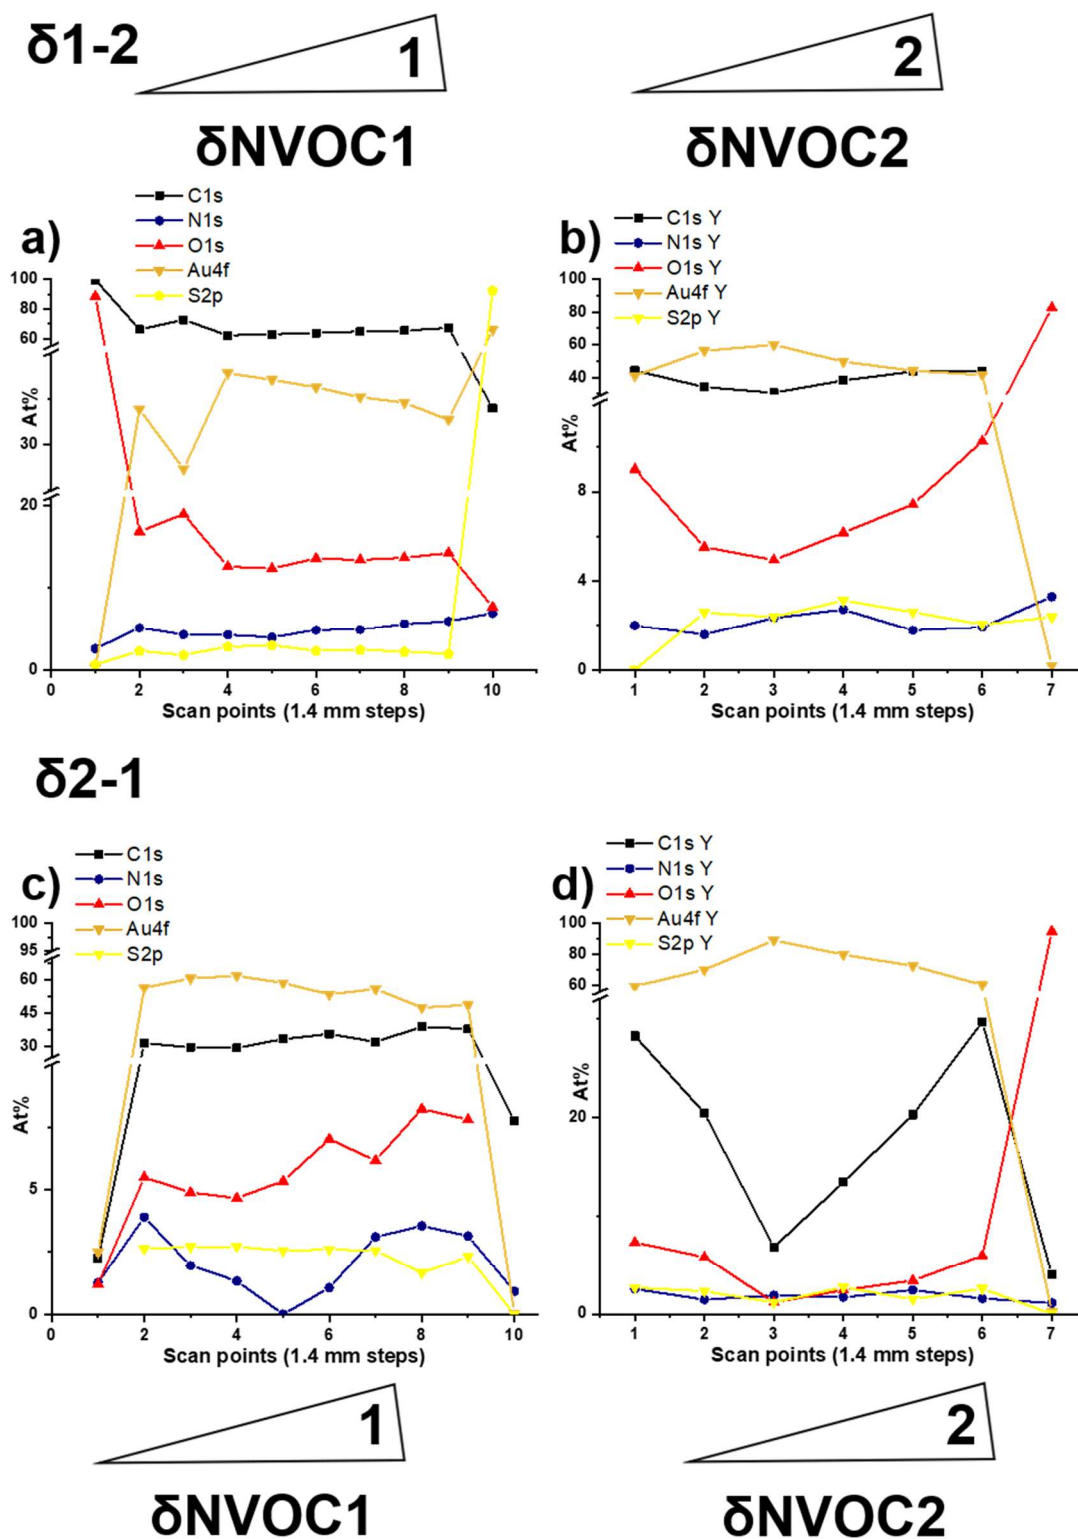 δ1-2
1
2
δNVOC1
δNVOC2
a)
C1s
N1s
O1s
Au4f
S2p
100
80
60
30
20
0
At%
0
2
4
6
8
10
Scan points (1.4 mm steps)
b)
C1s Y
N1s Y
O1s Y
Au4f Y
S2p Y
100
80
60
40
8
4
0
At%
1
2
3
4
5
6
7
Scan points (1.4 mm steps)
δ2-1
c)
C1s
N1s
O1s
Au4f
S2p
100
95
60
45
30
5
0
At%
2
4
6
8
10
Scan points (1.4 mm steps)
d)
C1s Y
N1s Y
O1s Y
Au4f Y
S2p Y
100
80
60
20
0
At%
1
2
3
4
5
6
7
Scan points (1.4 mm steps)
1
2
δNVOC1
δNVOC2